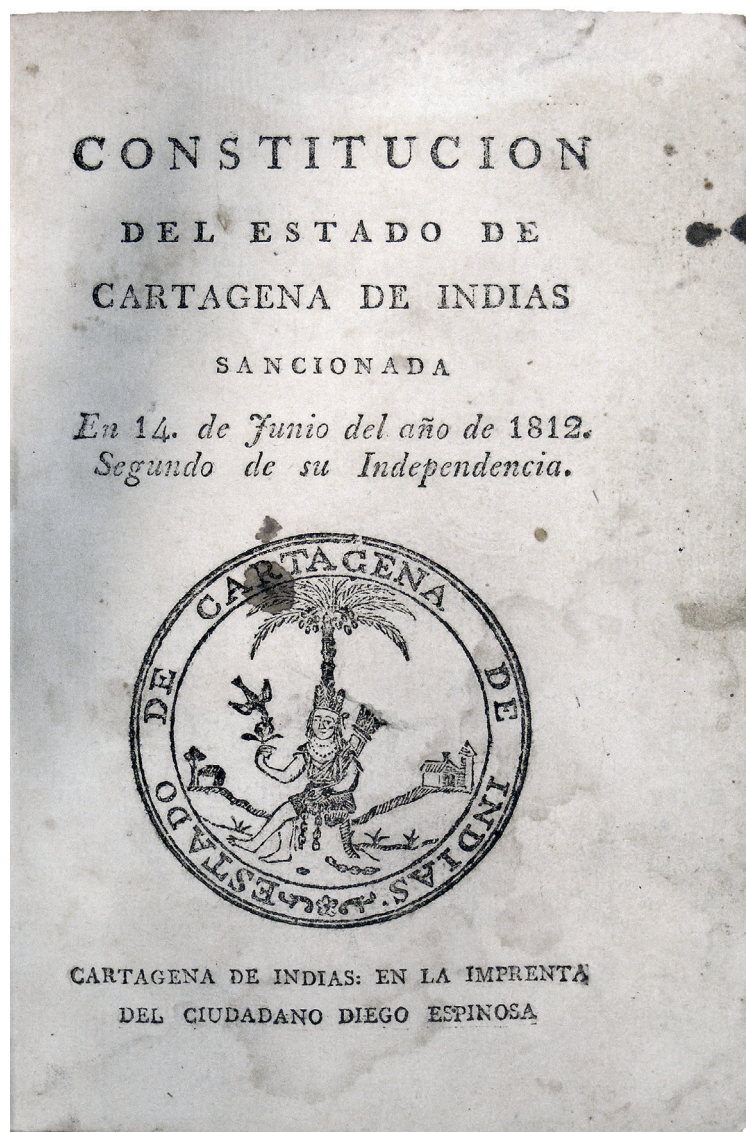 CONSTITUCION
DEL ESTADO DE
CARTAGENA DE INDIAS
SANCIONADA
En 14. de Junio del año de 1812.
Segundo de su Independencia.
ESTADO DE CARTAGENA DE INDIAS.
CARTAGENA DE INDIAS: EN LA IMPRENTA
DEL CIUDADANO DIEGO ESPINOSA